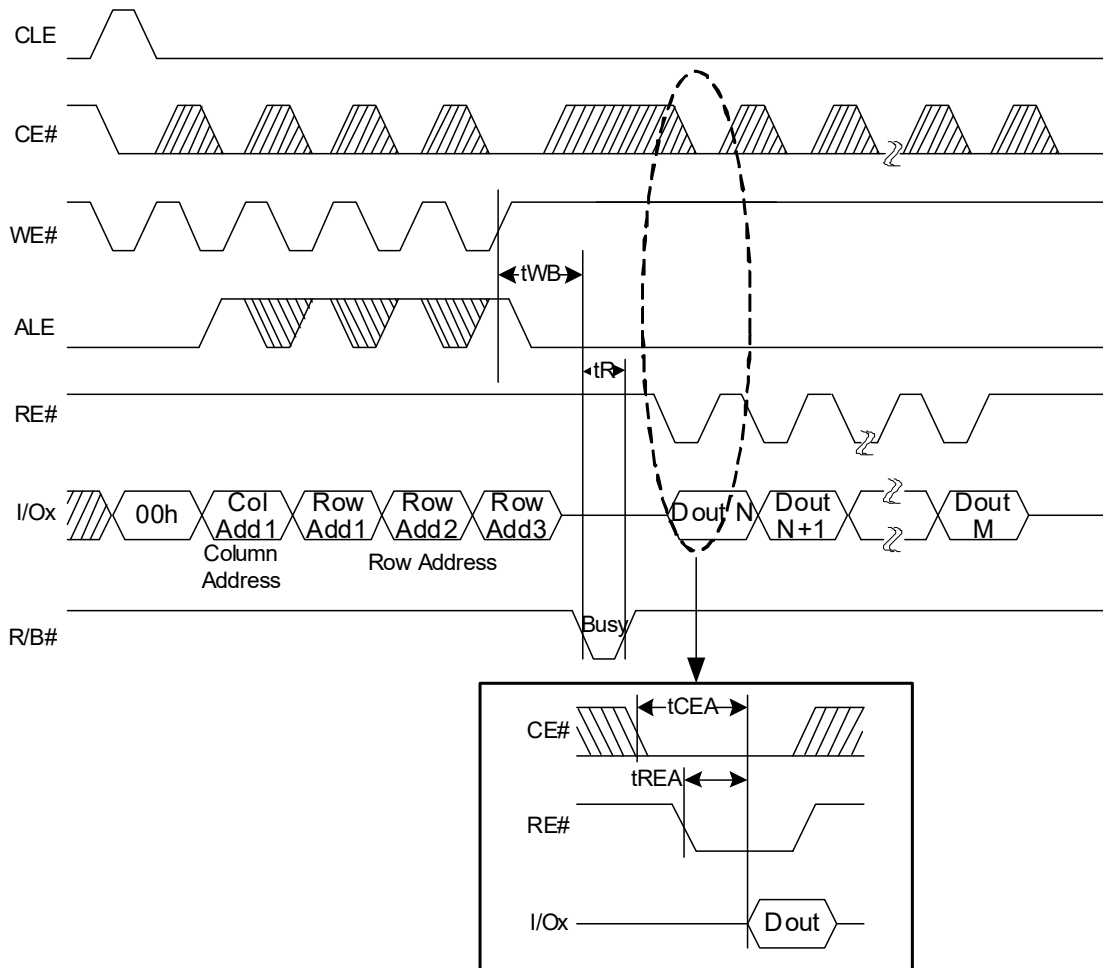 CLE
CE#
WE#
tWB
ALE
tR
RE#
I/Ox
00h
Col
Add1
Row
Add1
Row
Add2
Row
Add3
Dout N
Dout
N+1
Dout
M
Column
Address
Row Address
R/B#
Busy
tCEA
CE#
tREA
RE#
I/Ox
Dout